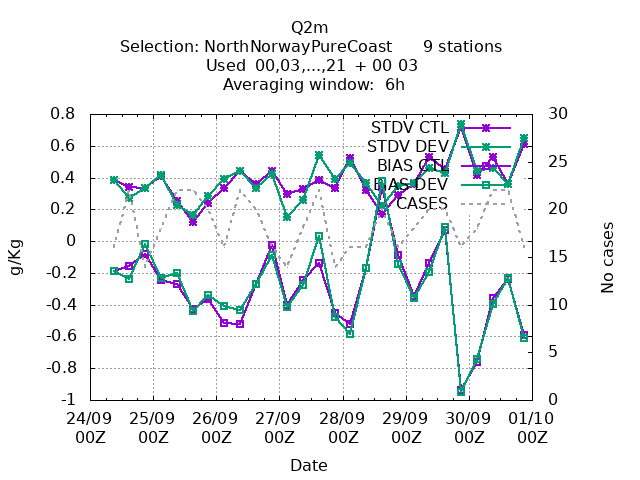 Q2m
Selection: NorthNorwayPureCoast 9 stations
Used 00,03,...,21 + 00 03
Averaging window: 6h
0.8
0.6
0.4
0.2
0
-0.2
-0.4
-0.6
-0.8
-1
g/Kg
30
25
20
15
10
5
0
No cases
STDV CTL
STDV DEV
BIAS CTL
BIAS DEV
CASES
24/09 25/09 26/09 27/09 28/09 29/09 30/09 01/10
00Z 00Z 00Z 00Z 00Z 00Z 00Z 00Z
Date